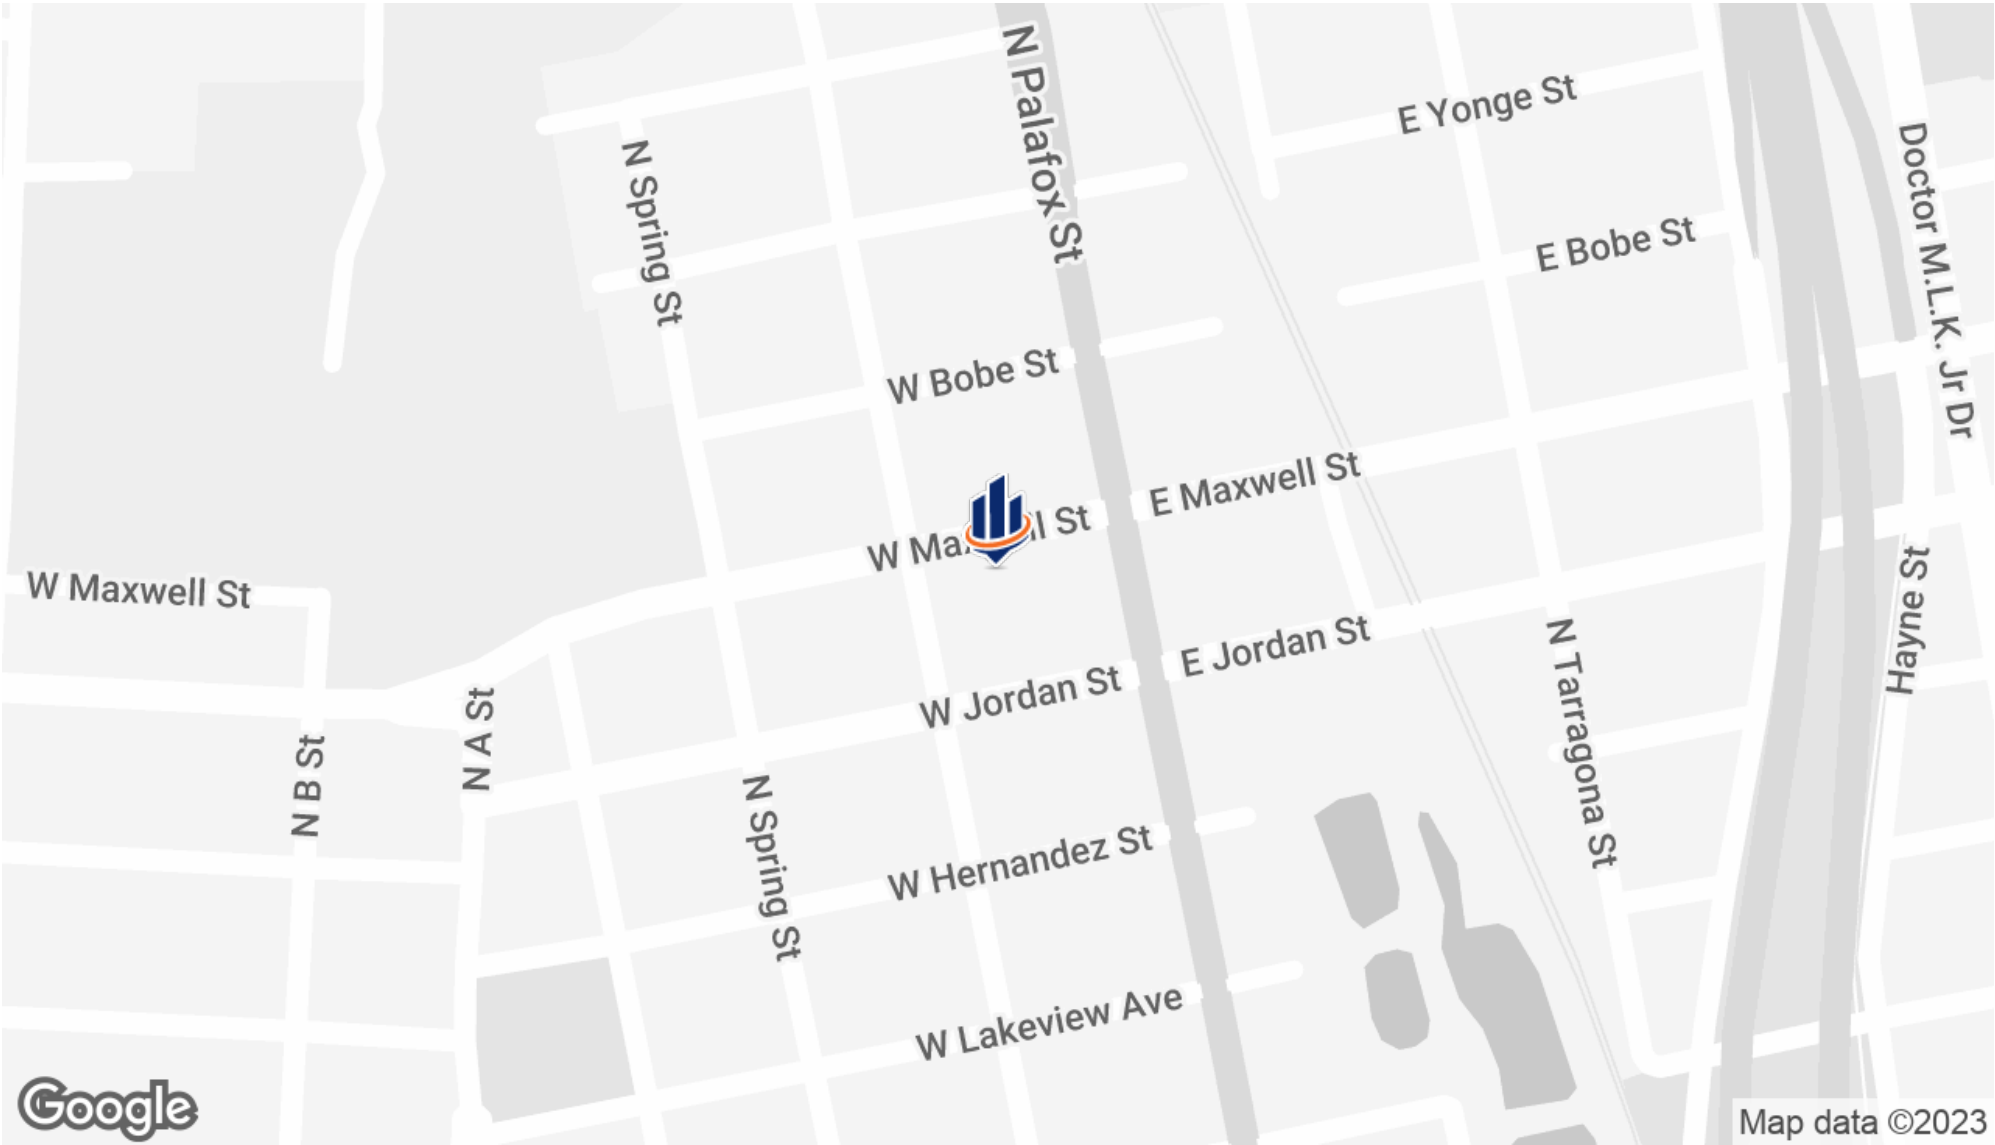 N Palafox St
E Yonge St
Doctor M.L.K. Jr Dr
N Spring St
E Bobe St
W Bobe St
E Maxwell St
W Ma ll St
W Maxwell St
Hayne St
E Jordan St
N Tarragona St
W Jordan St
N A St
N B St
N Spring St
W Hernandez St
W Lakeview Ave
Google
Map data ©2023